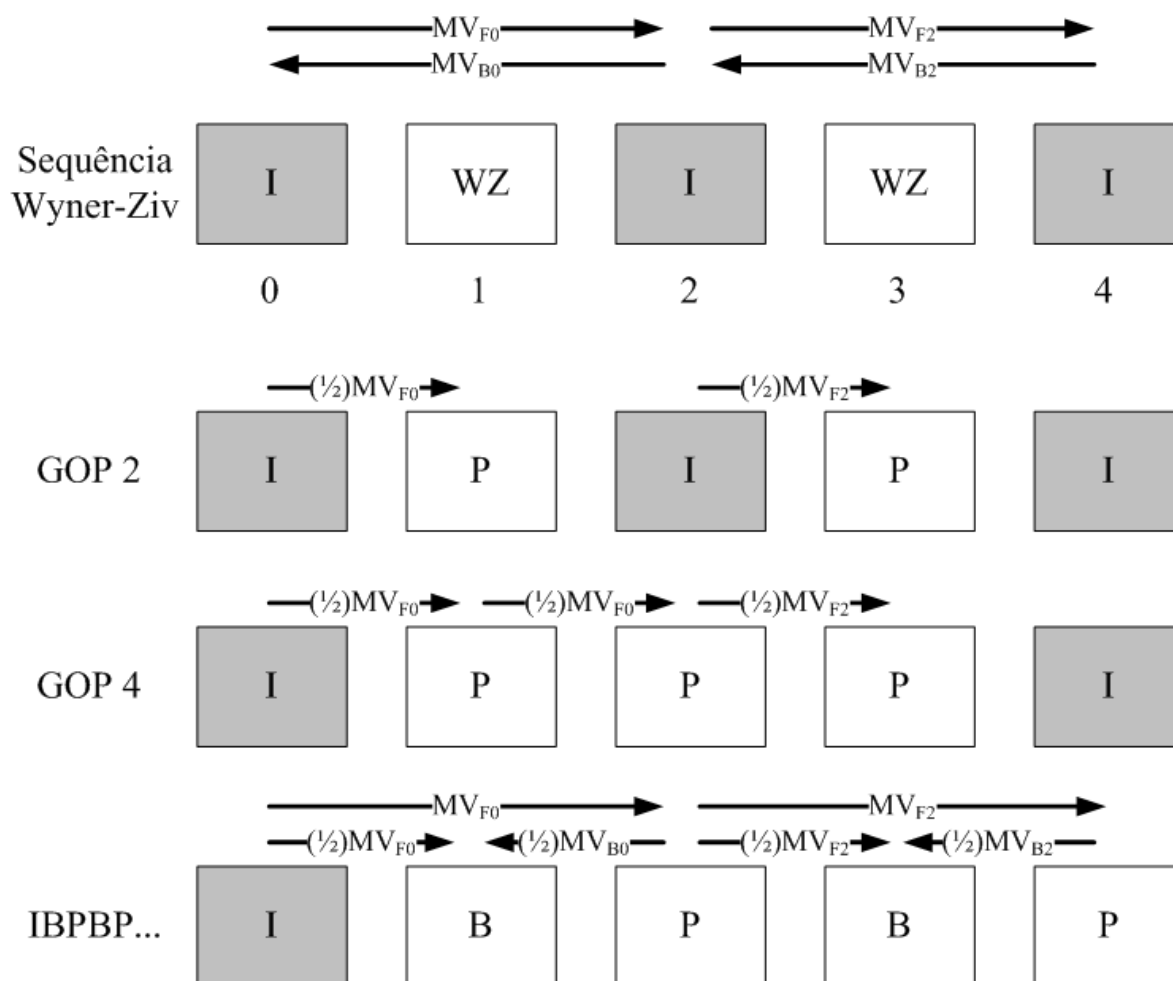 MV_F0 MV_F2
MV_B0 MV_B2
Sequência
Wyner-Ziv
I WZ I WZ I
0 1 2 3 4
(½)MV_F0 (½)MV_F2
GOP 2 I P I P I
(½)MV_F0 (½)MV_F0 (½)MV_F2
GOP 4 I P P P I
MV_F0 MV_F2
(½)MV_F0 (½)MV_B0 (½)MV_F2 (½)MV_B2
IBPBP... I B P B P